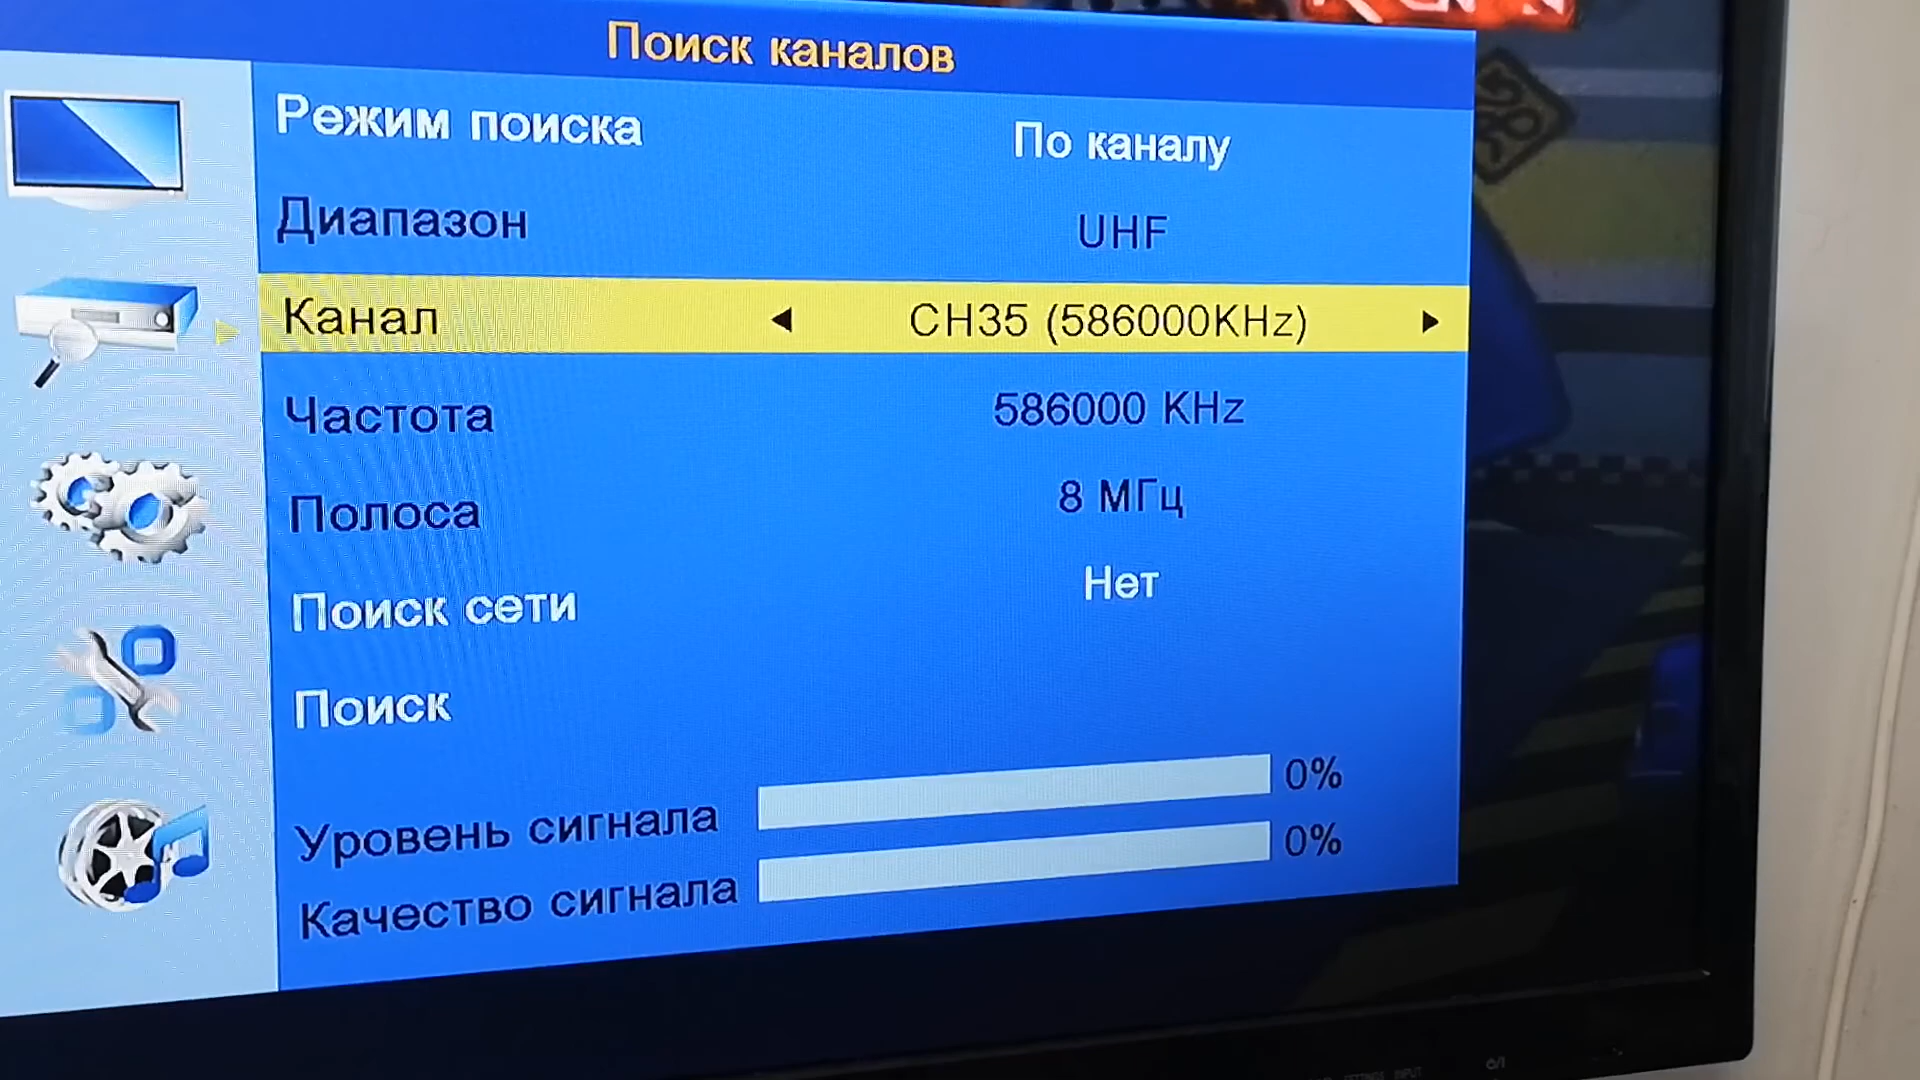 Поиск каналов
Режим поиска По каналу
Диапазон UHF
Канал CH35 (586000KHz)
Частота 586000 KHz
Полоса 8 МГц
Поиск сети Нет
Поиск
Уровень сигнала 0%
Качество сигнала 0%
INPUT